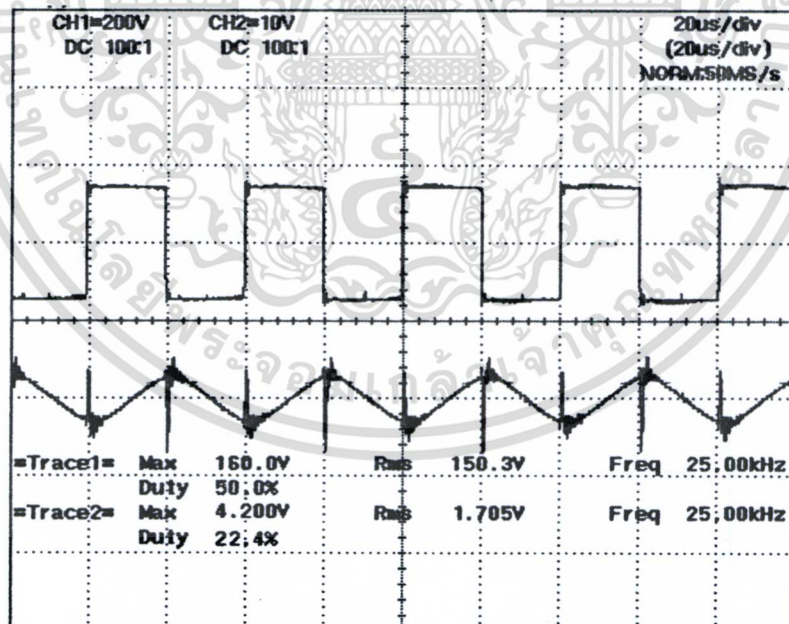 CH1=200V CH2=10V 20us/div
DC 100:1 DC 100:1 (20us/div)
NORM:50MS/s
=Trace1= Max 160.0V Rms 150.3V Freq 25.00kHz
Duty 50.0%
=Trace2= Max 4.200V Rms 1.705V Freq 25.00kHz
Duty 22.4%